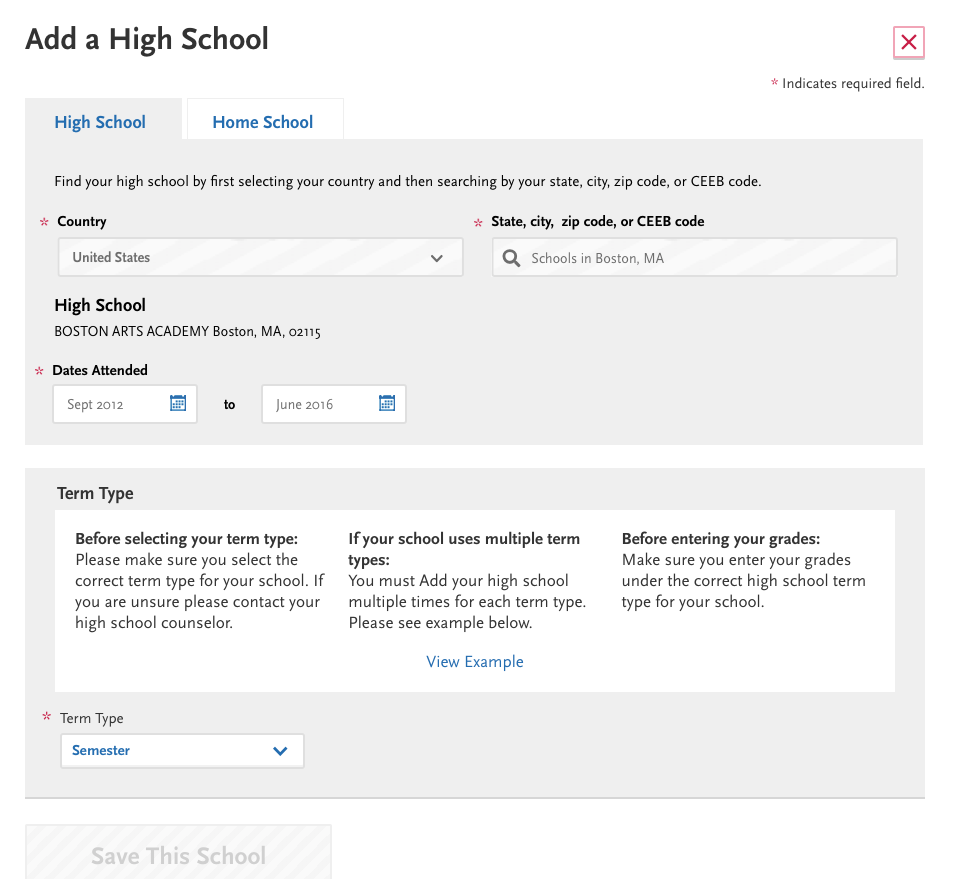 Add a High School
* Indicates required field.
High School
Home School
Find your high school by first selecting your country and then searching by your state, city, zip code, or CEEB code.
* Country
* State, city, zip code, or CEEB code
United States
Schools in Boston, MA
High School
BOSTON ARTS ACADEMY Boston, MA, 02115
* Dates Attended
Sept 2012
to
June 2016
Term Type
Before selecting your term type:
Please make sure you select the
correct term type for your school. If
you are unsure please contact your
high school counselor.
If your school uses multiple term
types:
You must Add your high school
multiple times for each term type.
Please see example below.
Before entering your grades:
Make sure you enter your grades
under the correct high school term
type for your school.
View Example
* Term Type
Semester
Save This School